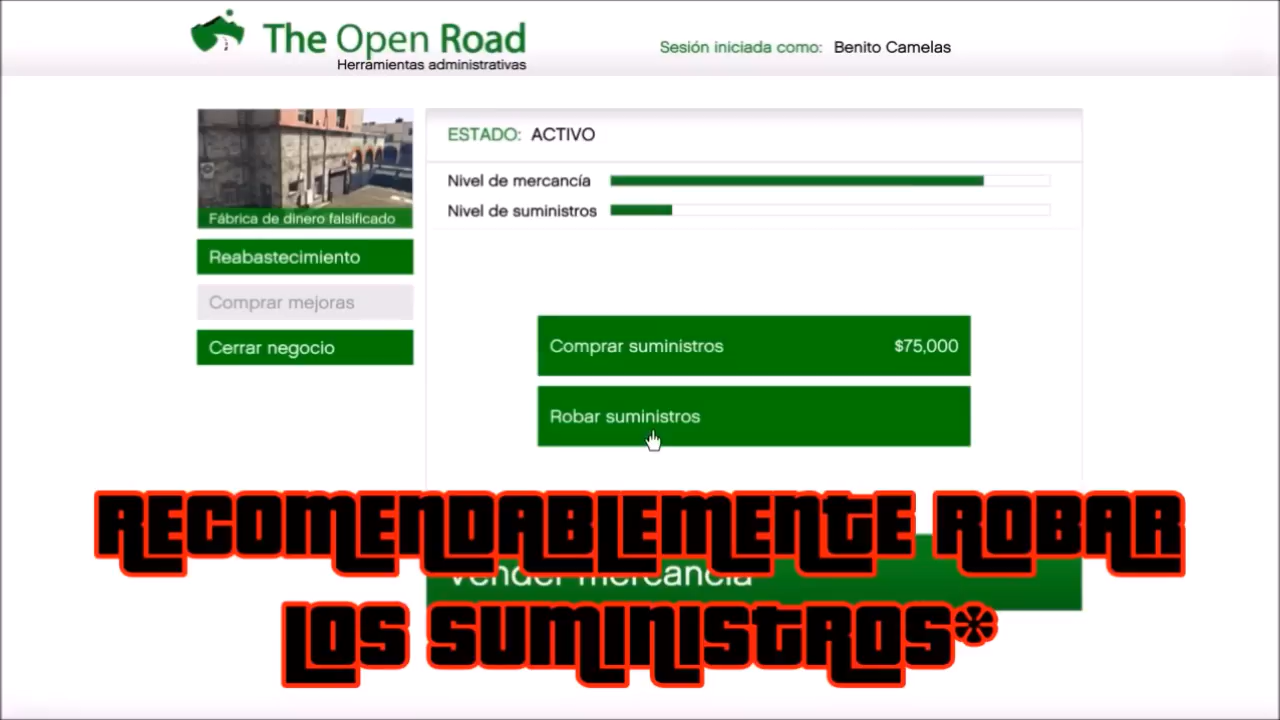 The Open Road
Herramientas administrativas
Sesión iniciada como: Benito Camelas
ESTADO: ACTIVO
Nivel de mercancía
Nivel de suministros
Fábrica de dinero falsificado
Reabastecimiento
Comprar mejoras
Cerrar negocio
Comprar suministros $75,000
Robar suministros
RECOMENDABLEMENTE ROBAR
Vender mercancía
LOS SUMINISTROS*